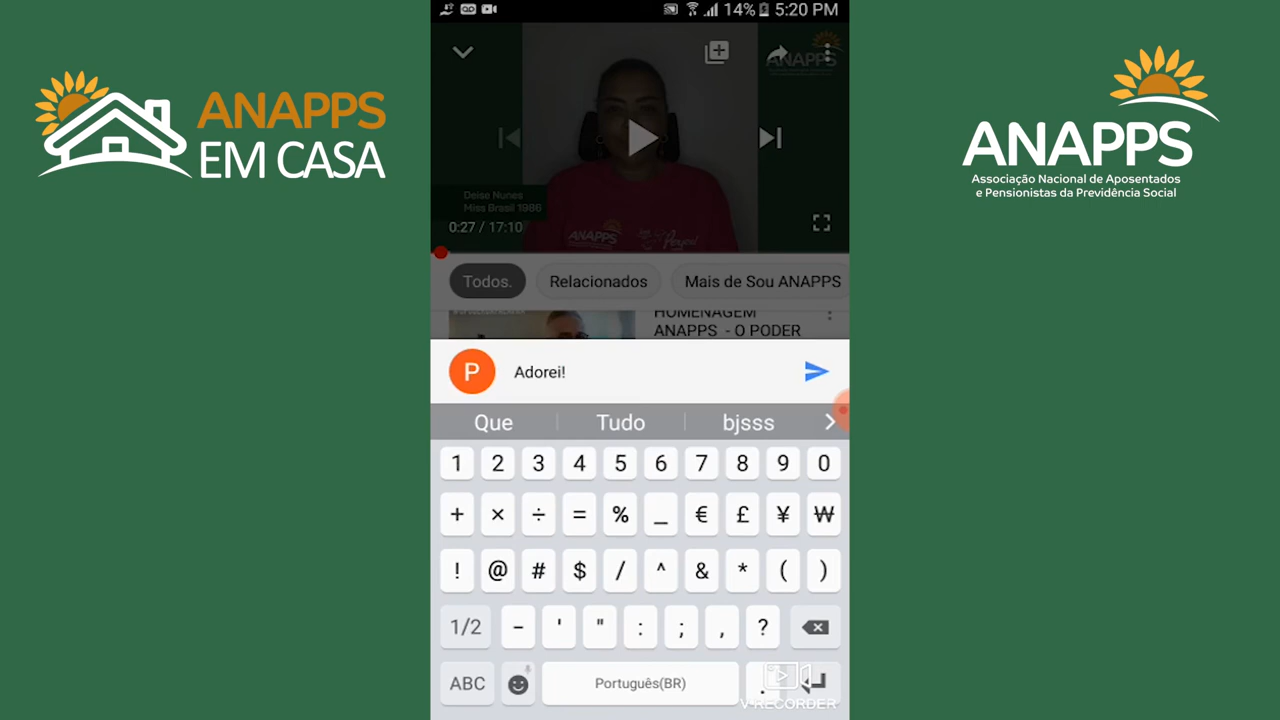 ANAPPS
EM CASA
14% 5:20 PM
ANAPPS
Deise Nunes
Miss Brasil 1986
ANAPPS
0:27 / 17:10
Todos.
Relacionados
Mais de Sou ANAPPS
HOMENAGEM
ANAPPS - O PODER
P
Adorei!
Que
Tudo
bjsss
1 2 3 4 5 6 7 8 9 0
+ × ÷ = % _ € £ ¥ ₩
! @ # $ / ^ & * ( )
1/2 - ' " : ; , ?
ABC
Português(BR)
.
V-RECORDER
ANAPPS
Associação Nacional de Aposentados
e Pensionistas da Previdência Social